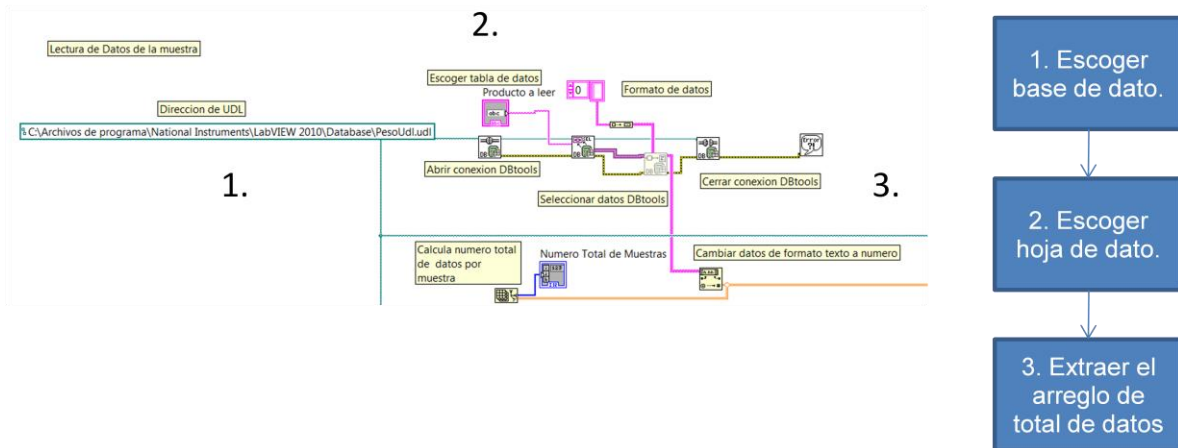 2.
Lectura de Datos de la muestra
Escoger tabla de datos
Producto a leer
abc
0
Formato de datos
Direccion de UDL
C:\Archivos de programa\National Instruments\LabVIEW 2010\Database\PesoUdl.udl
DB
DB
Error
?!
1.
Abrir conexion DBtools
Cerrar conexion DBtools
3.
Seleccionar datos DBtools
Calcula numero total
de datos por
muestra
Numero Total de Muestras
Cambiar datos de formato texto a numero
1. Escoger
base de dato.
2. Escoger
hoja de dato.
3. Extraer el
arreglo de
total de datos